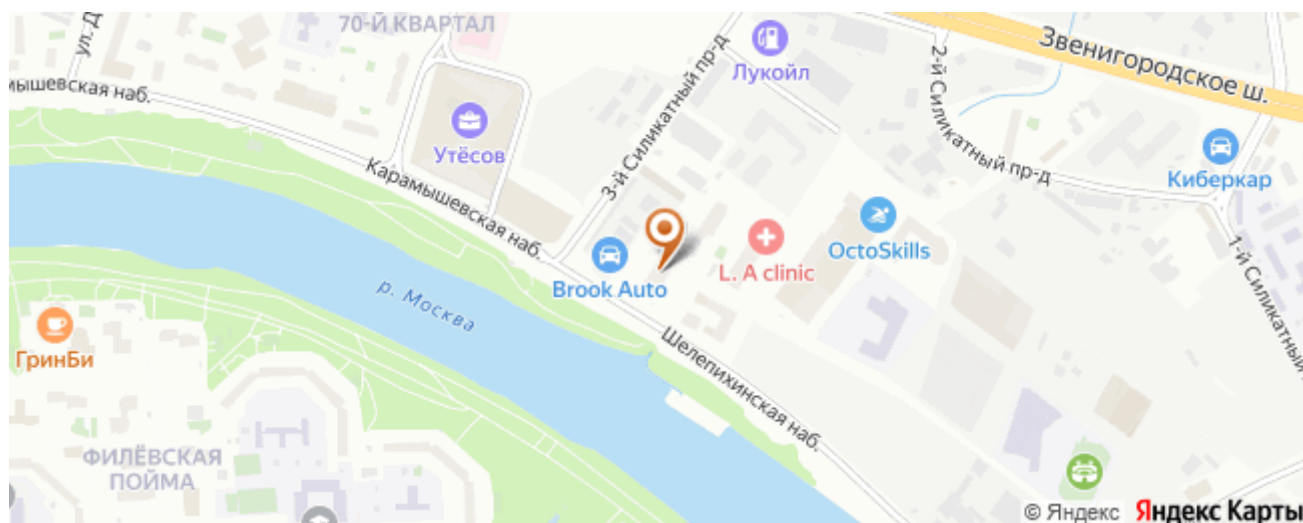 70-Й КВАРТАЛ
ул. Д
мышевская наб.
Утёсов
Карамышевская наб.
3-й Силикатный пр-д
Лукойл
Звенигородское ш.
2-й Силикатный пр-д
Киберкар
1-й Силикатный
Brook Auto
L. A clinic
OctoSkills
р. Москва
ГринБи
Шелепихинская наб.
ФИЛЁВСКАЯ
ПОЙМА
© Яндекс Яндекс Карты